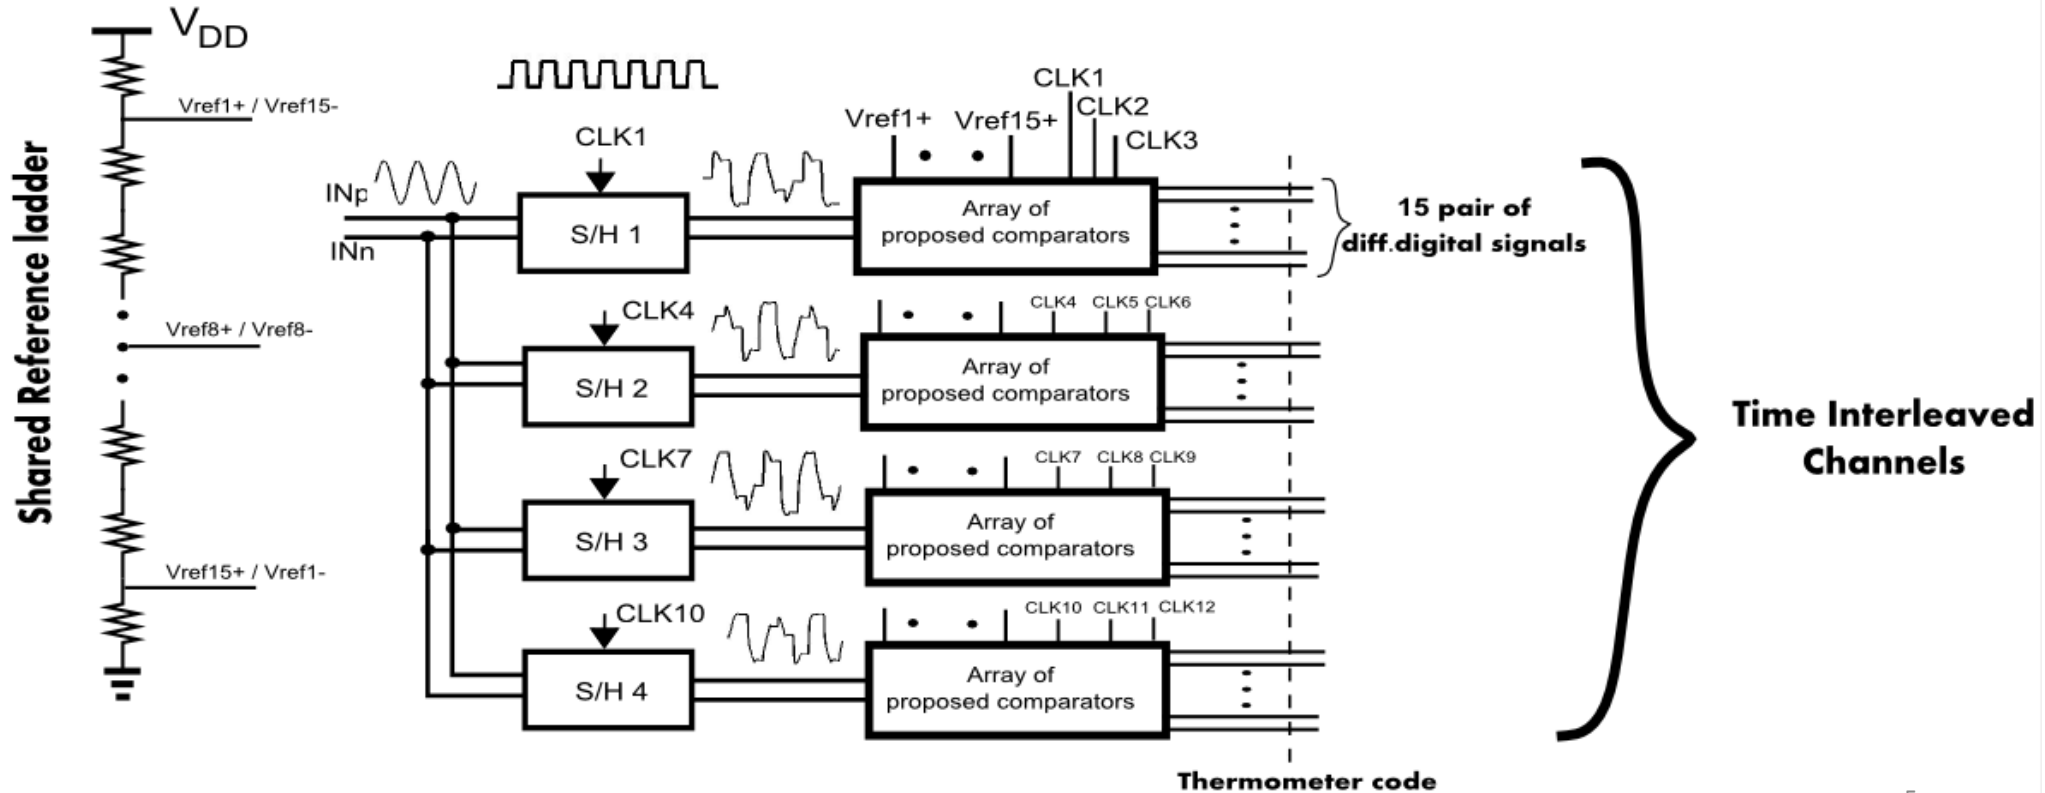 VDD
Vref1+ / Vref15-
Shared Reference ladder
Vref8+ / Vref8-
Vref15+ / Vref1-
INp
INn
CLK1
S/H 1
Vref1+
Vref15+
CLK1
CLK2
CLK3
Array of
proposed comparators
15 pair of
diff.digital signals
CLK4
S/H 2
CLK4
CLK5
CLK6
Array of
proposed comparators
CLK7
S/H 3
CLK7
CLK8
CLK9
Array of
proposed comparators
CLK10
S/H 4
CLK10
CLK11
CLK12
Array of
proposed comparators
Thermometer code
Time Interleaved
Channels